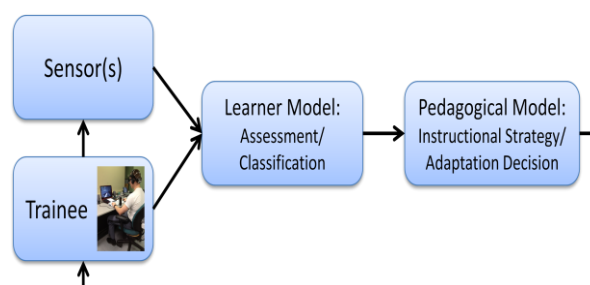 Sensor(s)
Trainee
Learner Model:
Assessment/
Classification
Pedagogical Model:
Instructional Strategy/
Adaptation Decision